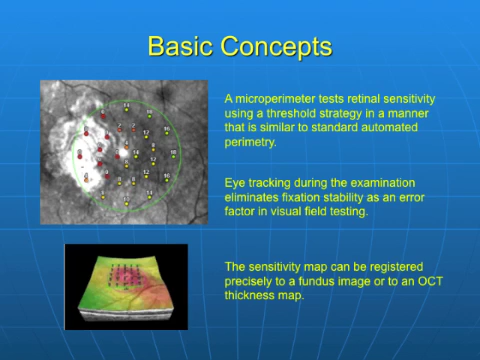 Basic Concepts
A microperimeter tests retinal sensitivity
using a threshold strategy in a manner
that is similar to standard automated
perimetry.
Eye tracking during the examination
eliminates fixation stability as an error
factor in visual field testing.
The sensitivity map can be registered
precisely to a fundus image or to an OCT
thickness map.